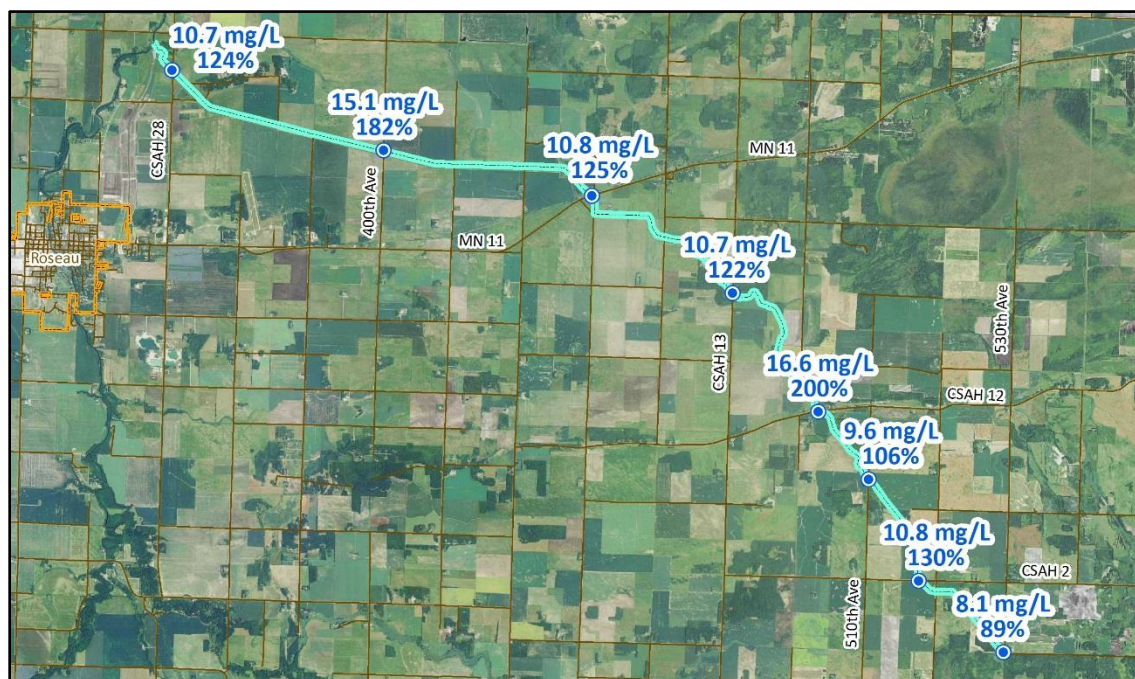 10.7 mg/L
124%
CSAH 28
15.1 mg/L
182%
400th Ave
10.8 mg/L
125%
MN 11
MN 11
Roseau
10.7 mg/L
122%
CSAH 13
530th Ave
16.6 mg/L
200%
CSAH 12
9.6 mg/L
106%
10.8 mg/L
130%
510th Ave
CSAH 2
8.1 mg/L
89%